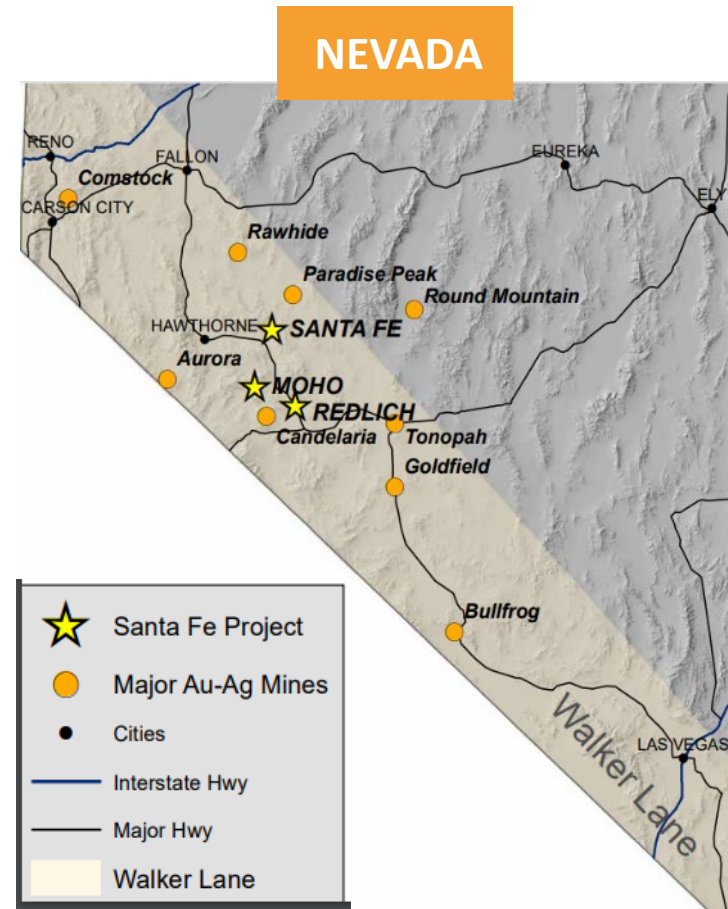 NEVADA
RENO
FALLON
EUREKA
Comstock
ELY
CARSON CITY
Rawhide
Paradise Peak
Round Mountain
HAWTHORNE
SANTA FE
Aurora
MOHO
REDLICH
Candelaria
Tonopah
Goldfield
Bullfrog
Walker Lane
LAS VEGAS
Santa Fe Project
Major Au-Ag Mines
Cities
Interstate Hwy
Major Hwy
Walker Lane